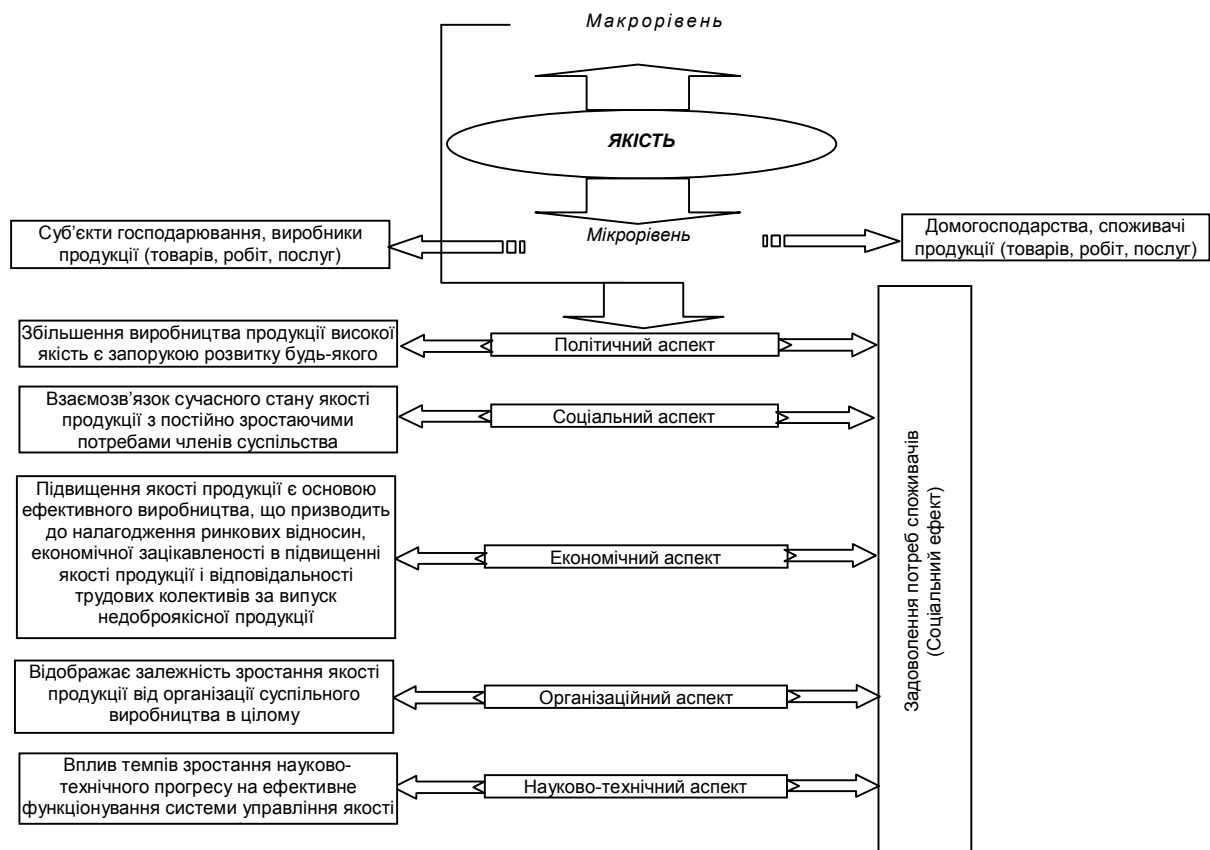 Макрорівень
ЯКІСТЬ
Мікрорівень
Суб’єкти господарювання, виробники
продукції (товарів, робіт, послуг)
Домогосподарства, споживачі
продукції (товарів, робіт, послуг)
Збільшення виробництва продукції високої
якість є запорукою розвитку будь-якого
Політичний аспект
Взаємозв’язок сучасного стану якості
продукції з постійно зростаючими
потребами членів суспільства
Соціальний аспект
Підвищення якості продукції є основою
ефективного виробництва, що призводить
до налагодження ринкових відносин,
економічної зацікавленості в підвищенні
якості продукції і відповідальності
трудових колективів за випуск
недоброякісної продукції
Економічний аспект
Відображає залежність зростання якості
продукції від організації суспільного
виробництва в цілому
Організаційний аспект
Вплив темпів зростання науково-
технічного прогресу на ефективне
функціонування системи управління якості
Науково-технічний аспект
Задоволення потреб споживачів
(Соціальний ефект)